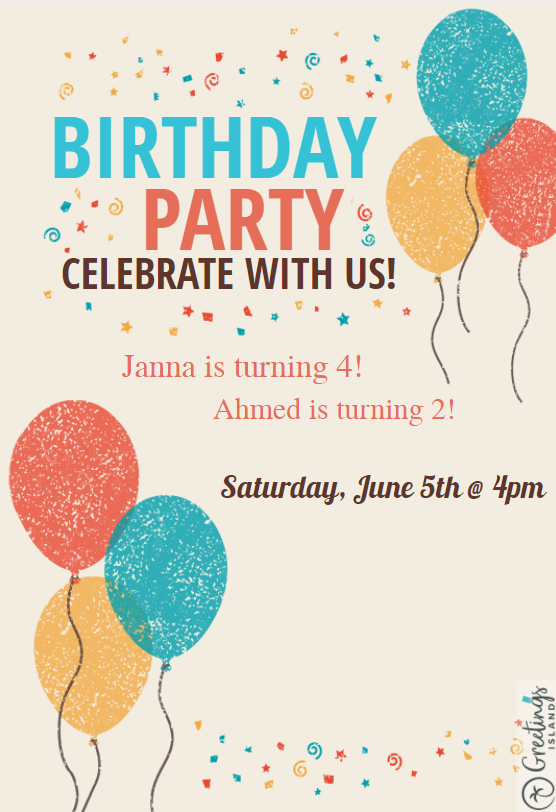 BIRTHDAY
PARTY
CELEBRATE WITH US!
Janna is turning 4!
Ahmed is turning 2!
Saturday, June 5th @ 4pm
Greetings
ISLAND